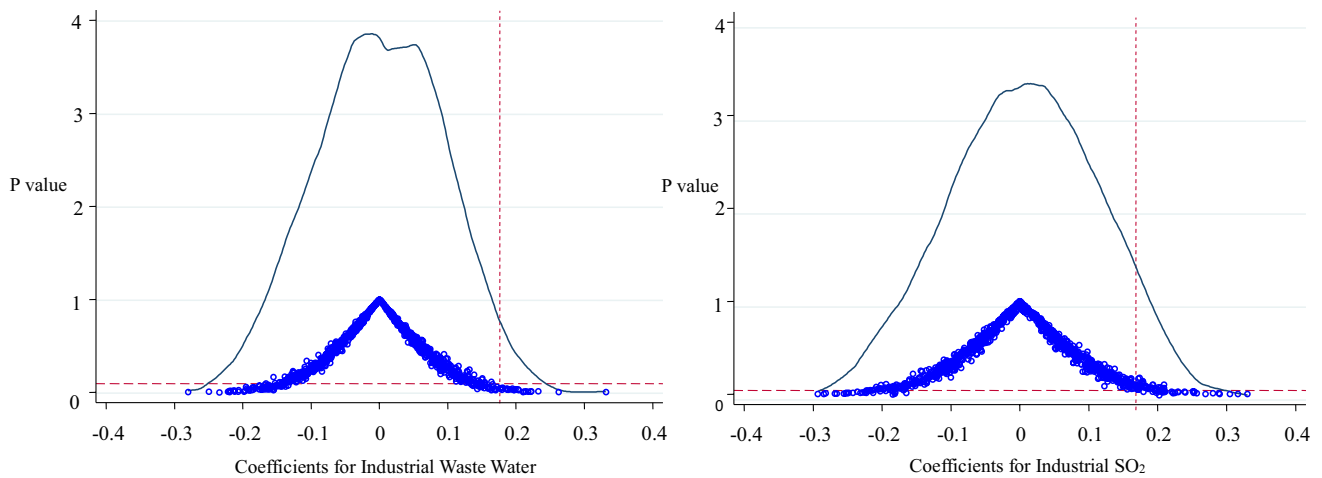 4
3
P value
2
1
0
-0.4 -0.3 -0.2 -0.1 0 0.1 0.2 0.3 0.4
Coefficients for Industrial Waste Water
4
3
P value
2
1
0
-0.4 -0.3 -0.2 -0.1 0 0.1 0.2 0.3 0.4
Coefficients for Industrial SO₂